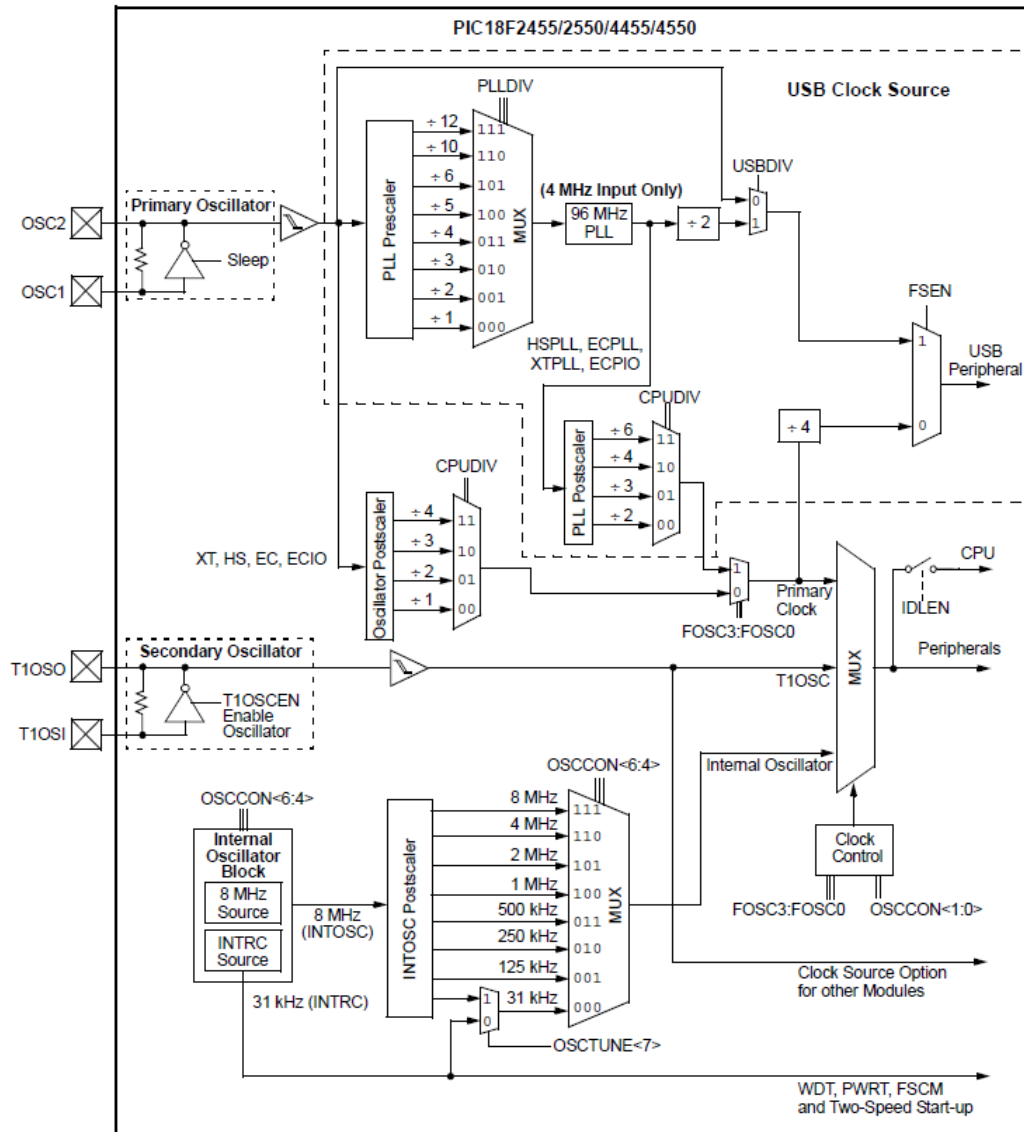 PIC18F2455/2550/4455/4550
USB Clock Source
PLLDIV
PLL Prescaler
÷ 12
÷ 10
÷ 6
÷ 5
÷ 4
÷ 3
÷ 2
÷ 1
111
110
101
100
011
010
001
000
MUX
(4 MHz Input Only)
96 MHz
PLL
÷ 2
USBDIV
0
1
Primary Oscillator
OSC2
OSC1
Sleep
HSPLL, ECPLL,
XTPLL, ECPIO
FSEN
1
0
USB
Peripheral
÷ 4
CPUDIV
PLL Postscaler
÷ 6
÷ 4
÷ 3
÷ 2
11
10
01
00
CPUDIV
Oscillator Postscaler
÷ 4
÷ 3
÷ 2
÷ 1
11
10
01
00
XT, HS, EC, ECIO
1
0
Primary
Clock
FOSC3:FOSC0
CPU
IDLEN
Peripherals
MUX
Secondary Oscillator
T1OSO
T1OSI
T1OSCEN
Enable
Oscillator
T1OSC
Internal Oscillator
OSCCON<6:4>
Internal
Oscillator
Block
8 MHz
Source
INTRC
Source
8 MHz
(INTOSC)
31 kHz (INTRC)
INTOSC Postscaler
OSCCON<6:4>
8 MHz
4 MHz
2 MHz
1 MHz
500 kHz
250 kHz
125 kHz
31 kHz
111
110
101
100
011
010
001
000
MUX
1
0
OSCTUNE<7>
Clock
Control
FOSC3:FOSC0
OSCCON<1:0>
Clock Source Option
for other Modules
WDT, PWRT, FSCM
and Two-Speed Start-up